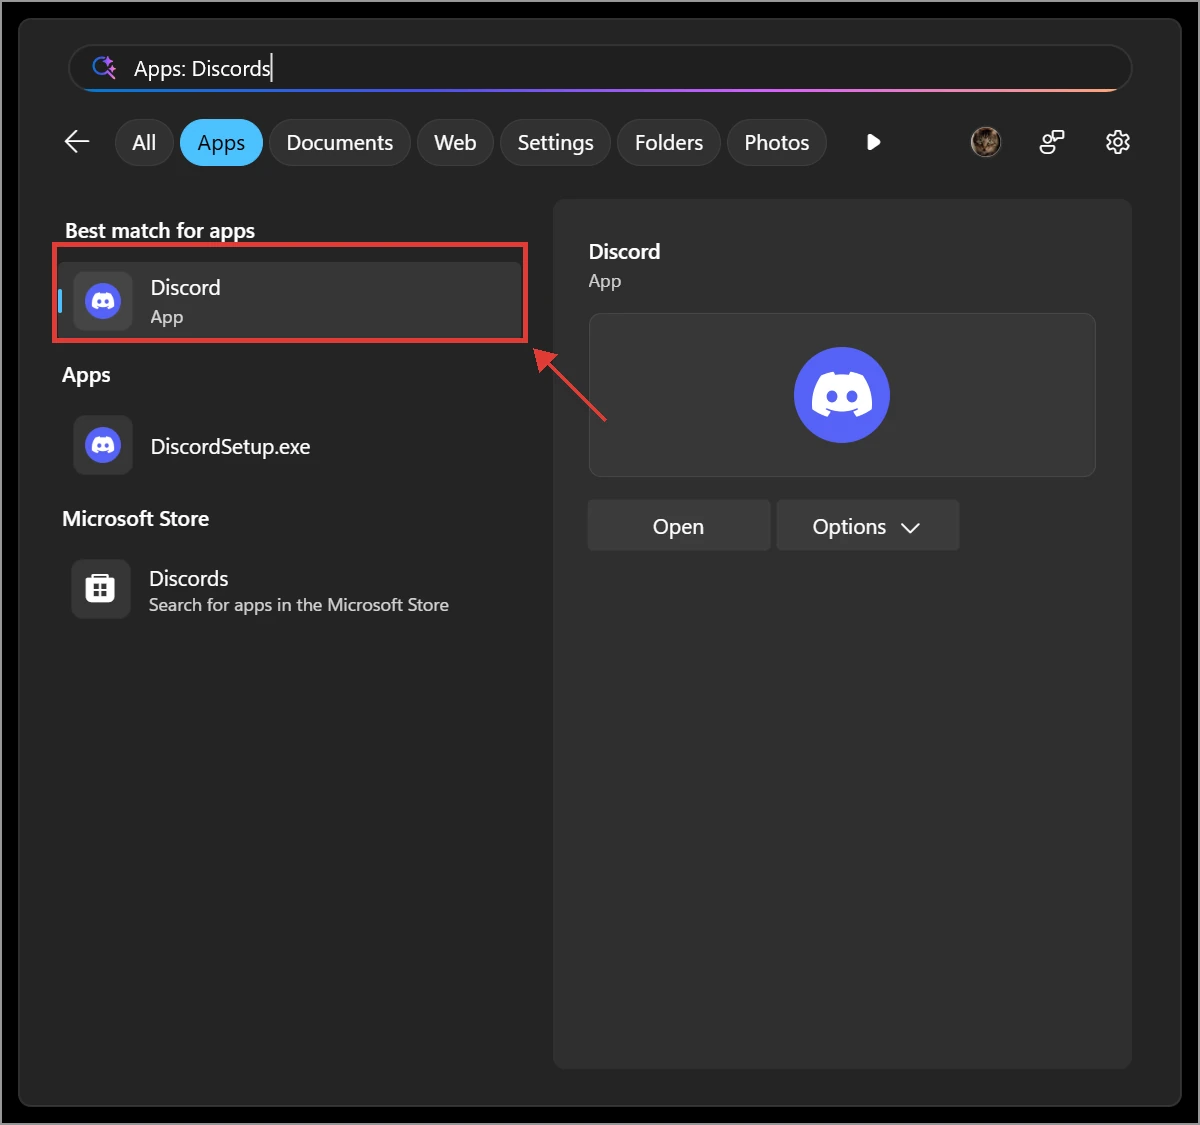 Apps: Discords
All Apps Documents Web Settings Folders Photos
Best match for apps
Discord
App
Apps
DiscordSetup.exe
Microsoft Store
Discords
Search for apps in the Microsoft Store
Discord
App
Open Options